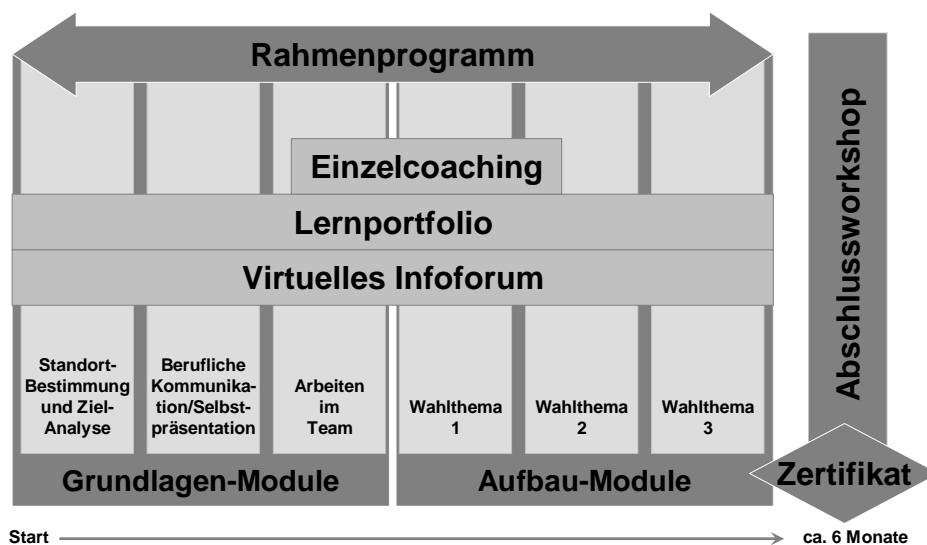 Rahmenprogramm
Einzelcoaching
Lernportfolio
Virtuelles Infoforum
Standort-
Bestimmung
und Ziel-
Analyse
Berufliche
Kommunika-
tion/Selbst-
präsentation
Arbeiten
im
Team
Wahlthema
1
Wahlthema
2
Wahlthema
3
Grundlagen-Module
Aufbau-Module
Abschlussworkshop
Zertifikat
Start
ca. 6 Monate